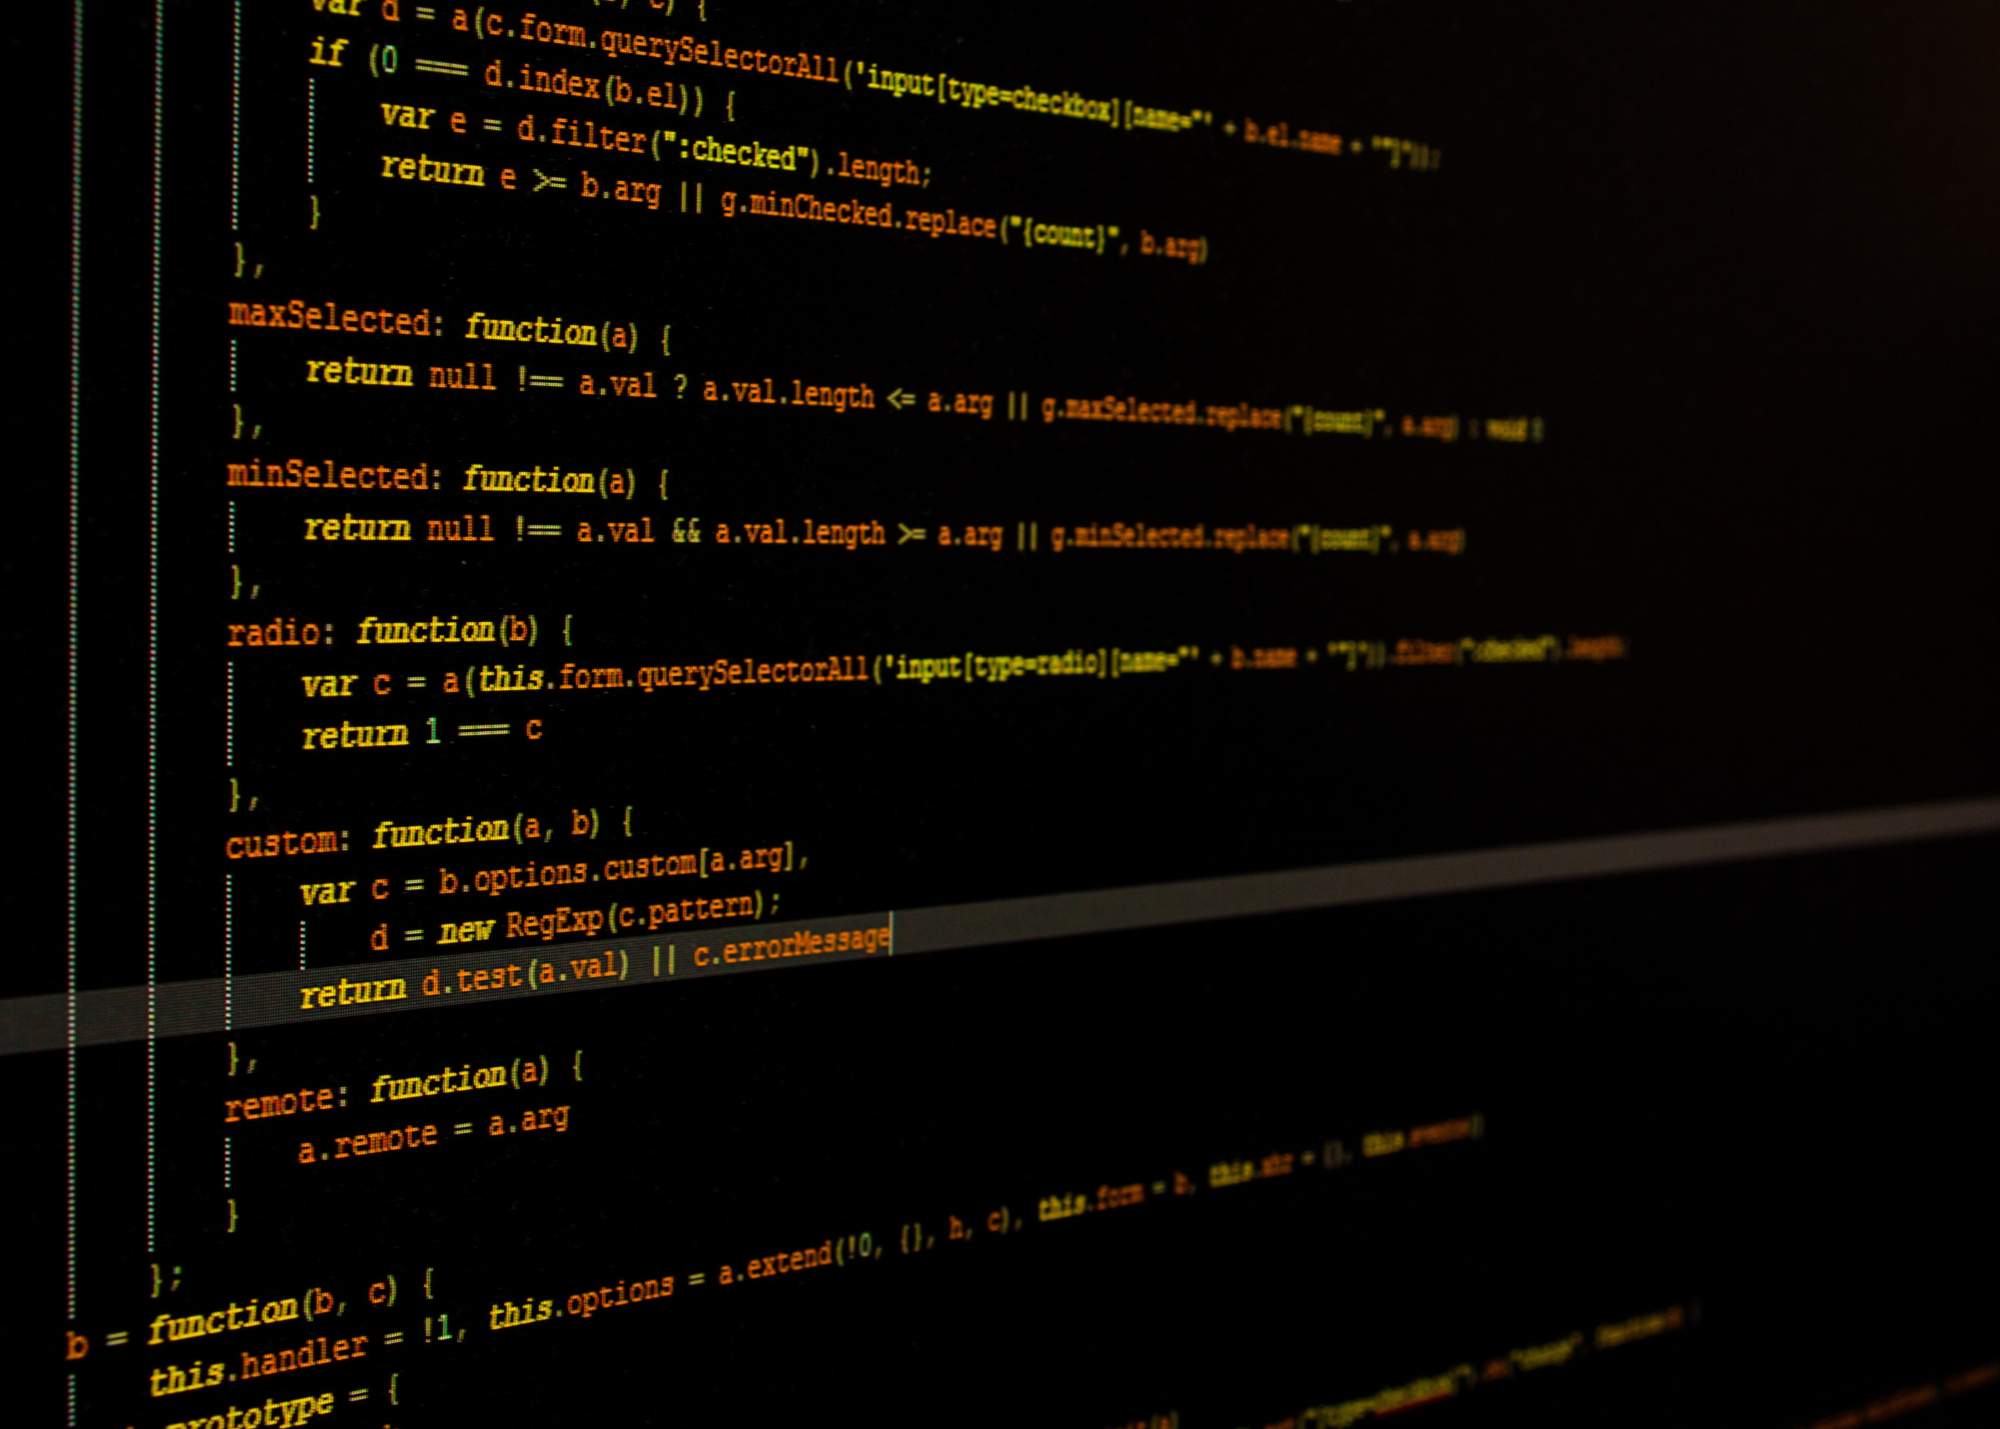 var d = a(c.form.querySelectorAll('input[type=checkbox][name="' + b.el.name + '"]'));
if (0 === d.index(b.el)) {
var e = d.filter(":checked").length;
return e >= b.arg || g.minChecked.replace("{count}", b.arg)
}
},
maxSelected: function(a) {
return null !== a.val ? a.val.length <= a.arg || g.maxSelected.replace("{count}", a.arg) : void
},
minSelected: function(a) {
return null !== a.val && a.val.length >= a.arg || g.minSelected.replace("{count}", a.arg)
},
radio: function(b) {
var c = a(this.form.querySelectorAll('input[type=radio][name="' + b.name + '"]')).filter(":checked").length;
return 1 === c
},
custom: function(a, b) {
var c = b.options.custom[a.arg],
d = new RegExp(c.pattern);
return d.test(a.val) || c.errorMessage
},
remote: function(a) {
a.remote = a.arg
}
};
b = function(b, c) {
this.handler = !1, this.options = a.extend(!0, {}, h, c), this.form = b, this.xhr = {}, this.events()
prototype = {